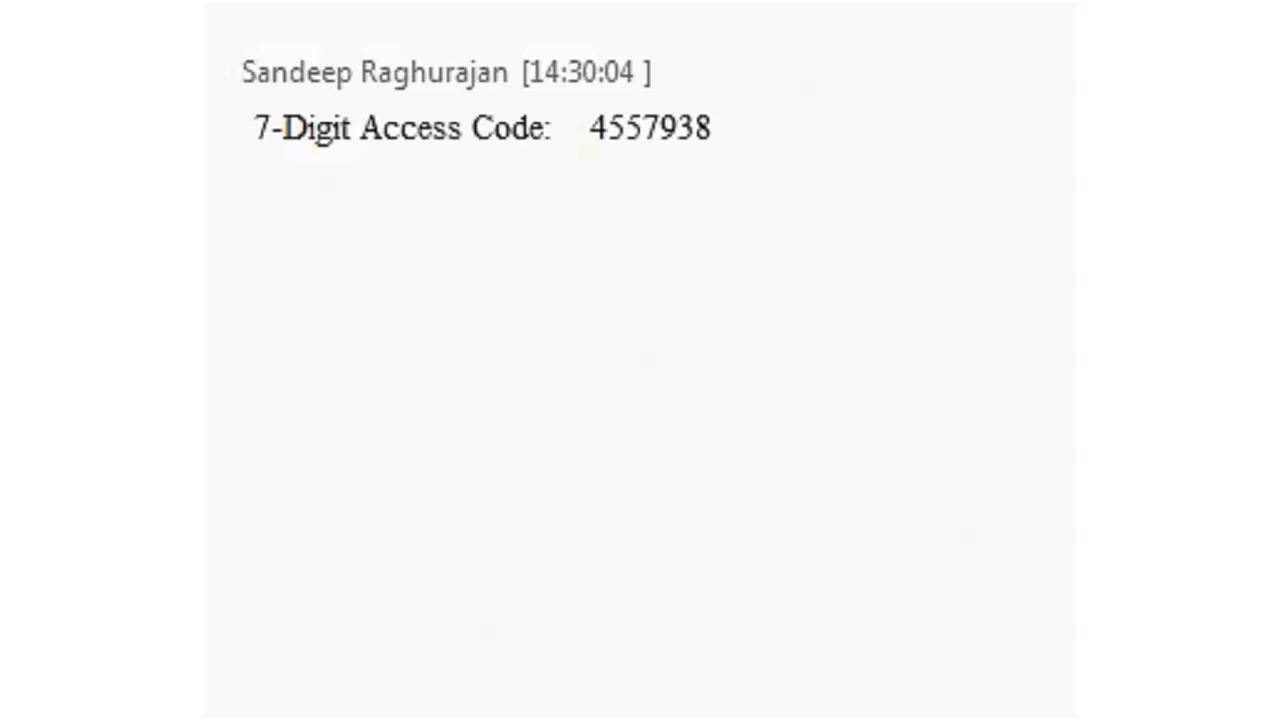 Sandeep Raghurajan [14:30:04 ]
7-Digit Access Code: 4557938